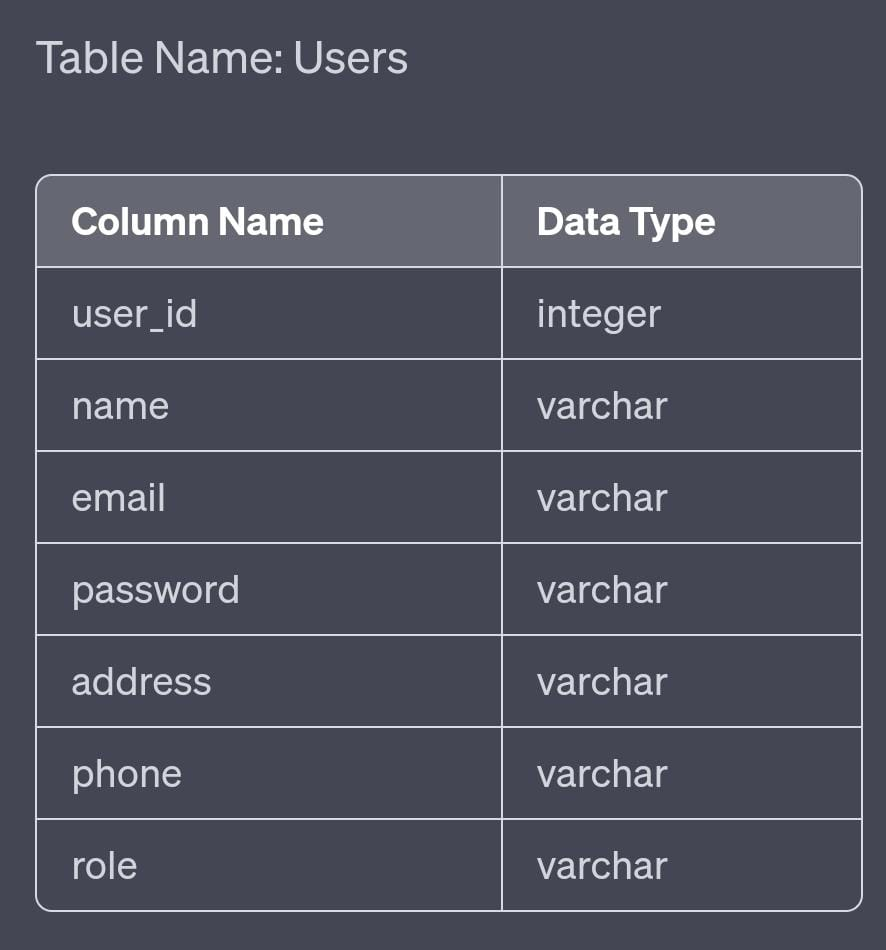 Table Name: Users
Column Name Data Type
user_id integer
name varchar
email varchar
password varchar
address varchar
phone varchar
role varchar